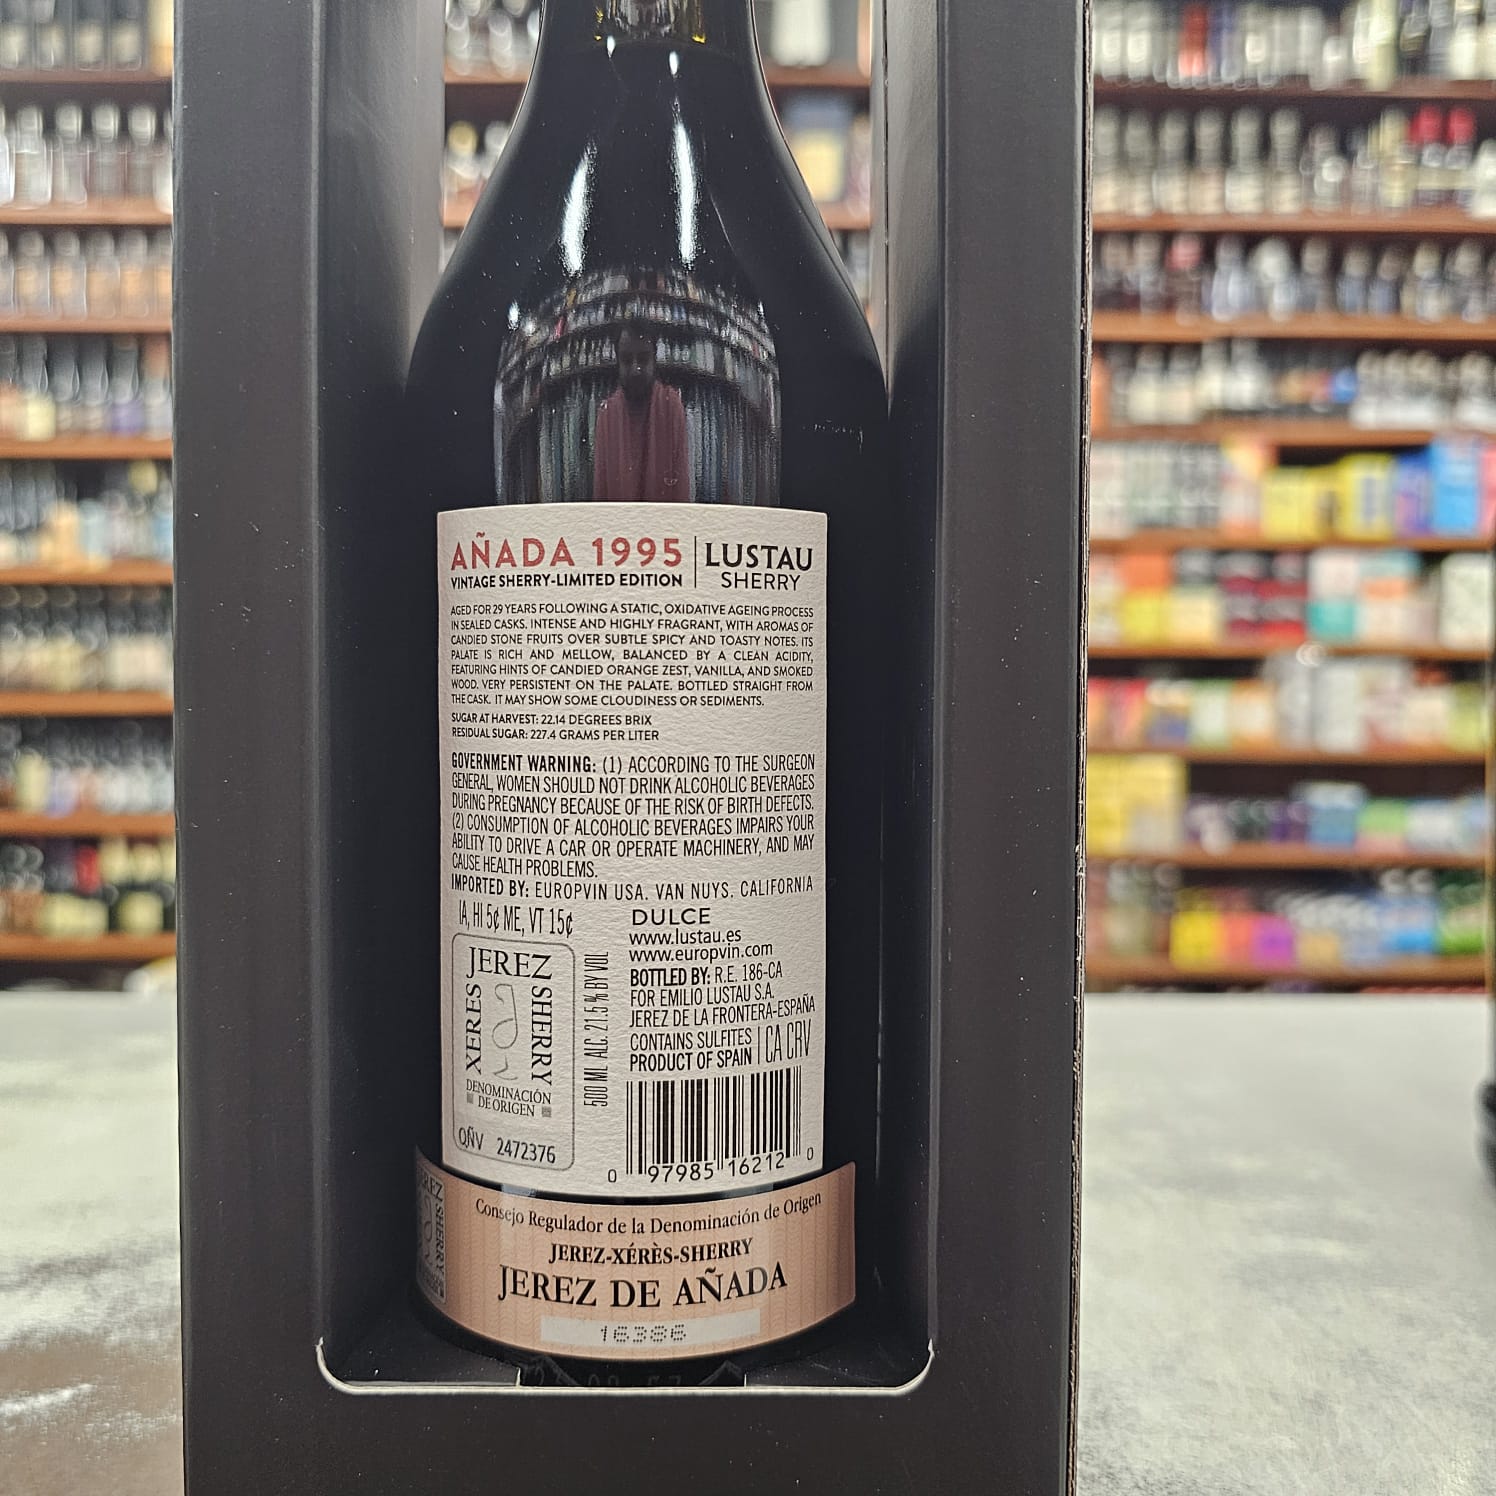 AÑADA 1995
VINTAGE SHERRY-LIMITED EDITION
LUSTAU
SHERRY
AGED FOR 29 YEARS FOLLOWING A STATIC, OXIDATIVE AGEING PROCESS
IN SEALED CASKS. INTENSE AND HIGHLY FRAGRANT, WITH AROMAS OF
CANDIED STONE FRUITS OVER SUBTLE SPICY AND TOASTY NOTES. ITS
PALATE IS RICH AND MELLOW, BALANCED BY A CLEAN ACIDITY,
FEATURING HINTS OF CANDIED ORANGE ZEST, VANILLA, AND SMOKED
WOOD. VERY PERSISTENT ON THE PALATE. BOTTLED STRAIGHT FROM
THE CASK. IT MAY SHOW SOME CLOUDINESS OR SEDIMENTS.
SUGAR AT HARVEST: 22.14 DEGREES BRIX
RESIDUAL SUGAR: 227.4 GRAMS PER LITER
GOVERNMENT WARNING: (1) ACCORDING TO THE SURGEON
GENERAL, WOMEN SHOULD NOT DRINK ALCOHOLIC BEVERAGES
DURING PREGNANCY BECAUSE OF THE RISK OF BIRTH DEFECTS.
(2) CONSUMPTION OF ALCOHOLIC BEVERAGES IMPAIRS YOUR
ABILITY TO DRIVE A CAR OR OPERATE MACHINERY, AND MAY
CAUSE HEALTH PROBLEMS.
IMPORTED BY: EUROPVIN USA. VAN NUYS. CALIFORNIA
IA, HI 5¢ ME, VT 15¢
JEREZ
XERES
SHERRY
DENOMINACIÓN
DE ORIGEN
QÑV 2472376
500 ML ALC. 21.5 % BY VOL
DULCE
www.lustau.es
www.europvin.com
BOTTLED BY: R.E. 186-CA
FOR EMILIO LUSTAU S.A.
JEREZ DE LA FRONTERA-ESPAÑA
CONTAINS SULFITES
PRODUCT OF SPAIN
CA CRV
0 97985 16212 0
JEREZ
SHERRY
Consejo Regulador de la Denominación de Origen
JEREZ-XÉRÈS-SHERRY
JEREZ DE AÑADA
16386